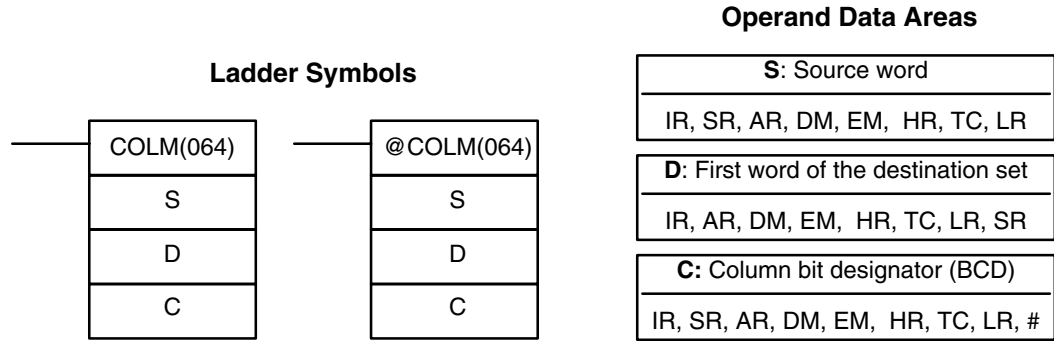 Ladder Symbols
COLM(064)
S
D
C
@COLM(064)
S
D
C
Operand Data Areas
S: Source word
IR, SR, AR, DM, EM, HR, TC, LR
D: First word of the destination set
IR, AR, DM, EM, HR, TC, LR, SR
C: Column bit designator (BCD)
IR, SR, AR, DM, EM, HR, TC, LR, #